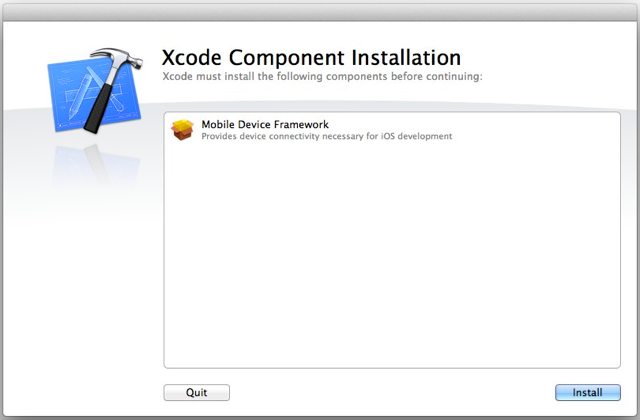 Xcode Component Installation
Xcode must install the following components before continuing:
Mobile Device Framework
Provides device connectivity necessary for iOS development
Quit
Install